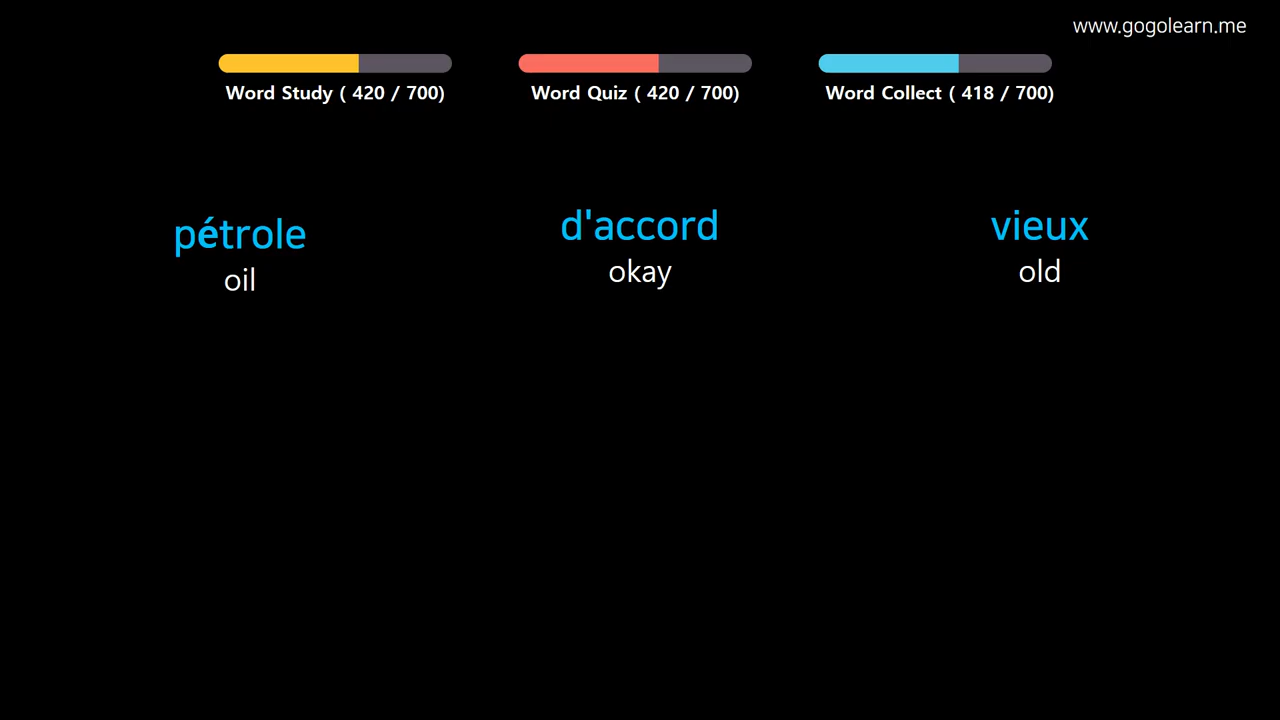 www.gogolearn.me
Word Study ( 420 / 700)
Word Quiz ( 420 / 700)
Word Collect ( 418 / 700)
pétrole
oil
d'accord
okay
vieux
old